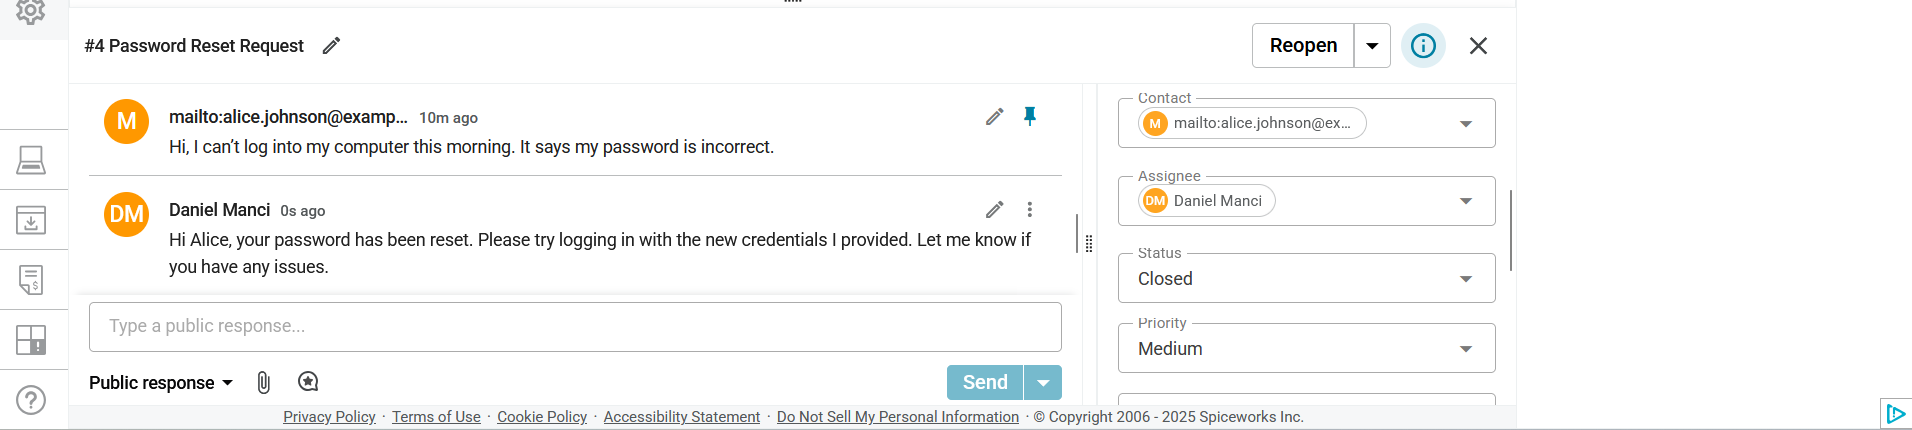 #4 Password Reset Request
Reopen
M
mailto:alice.johnson@examp... 10m ago
Hi, I can’t log into my computer this morning. It says my password is incorrect.
DM
Daniel Manci 0s ago
Hi Alice, your password has been reset. Please try logging in with the new credentials I provided. Let me know if
you have any issues.
Type a public response...
Public response
Send
Contact
M mailto:alice.johnson@ex...
Assignee
DM Daniel Manci
Status
Closed
Priority
Medium
Privacy Policy · Terms of Use · Cookie Policy · Accessibility Statement · Do Not Sell My Personal Information · © Copyright 2006 - 2025 Spiceworks Inc.